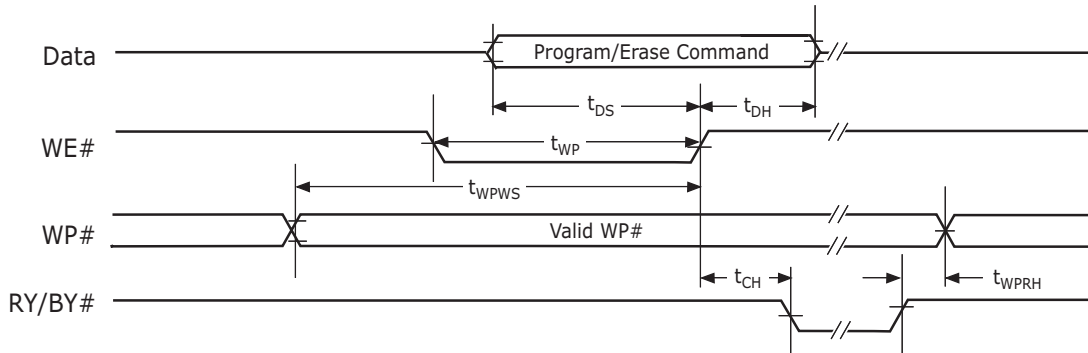 Data
Program/Erase Command
tDS
tDH
WE#
tWP
tWPWS
WP#
Valid WP#
tCH
tWPRH
RY/BY#